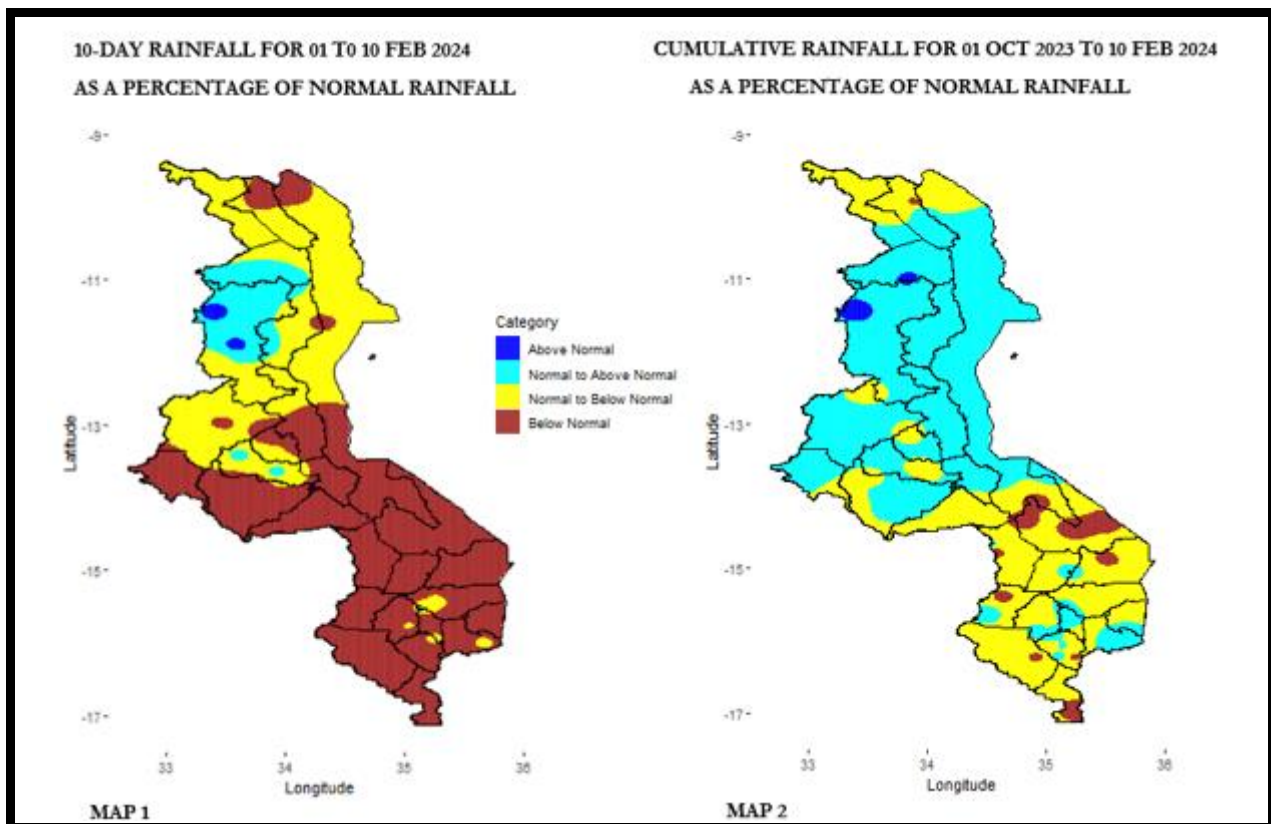 10-DAY RAINFALL FOR 01 T0 10 FEB 2024
AS A PERCENTAGE OF NORMAL RAINFALL
CUMULATIVE RAINFALL FOR 01 OCT 2023 T0 10 FEB 2024
AS A PERCENTAGE OF NORMAL RAINFALL
-9
-11
-13
-15
-17
Latitude
33
34
35
36
Longitude
MAP 1
Category
Above Normal
Normal to Above Normal
Normal to Below Normal
Below Normal
-9
-11
-13
-15
-17
Latitude
33
34
35
36
Longitude
MAP 2